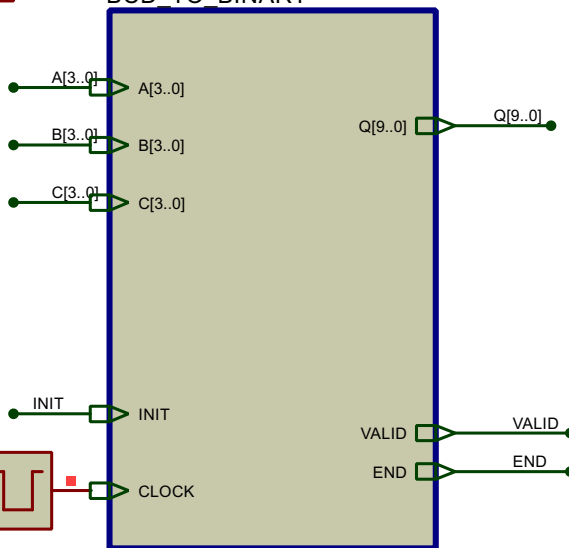 A[3..0]
A[3..0]
B[3..0]
B[3..0]
C[3..0]
C[3..0]
Q[9..0]
Q[9..0]
INIT
INIT
VALID
VALID
END
END
CLOCK